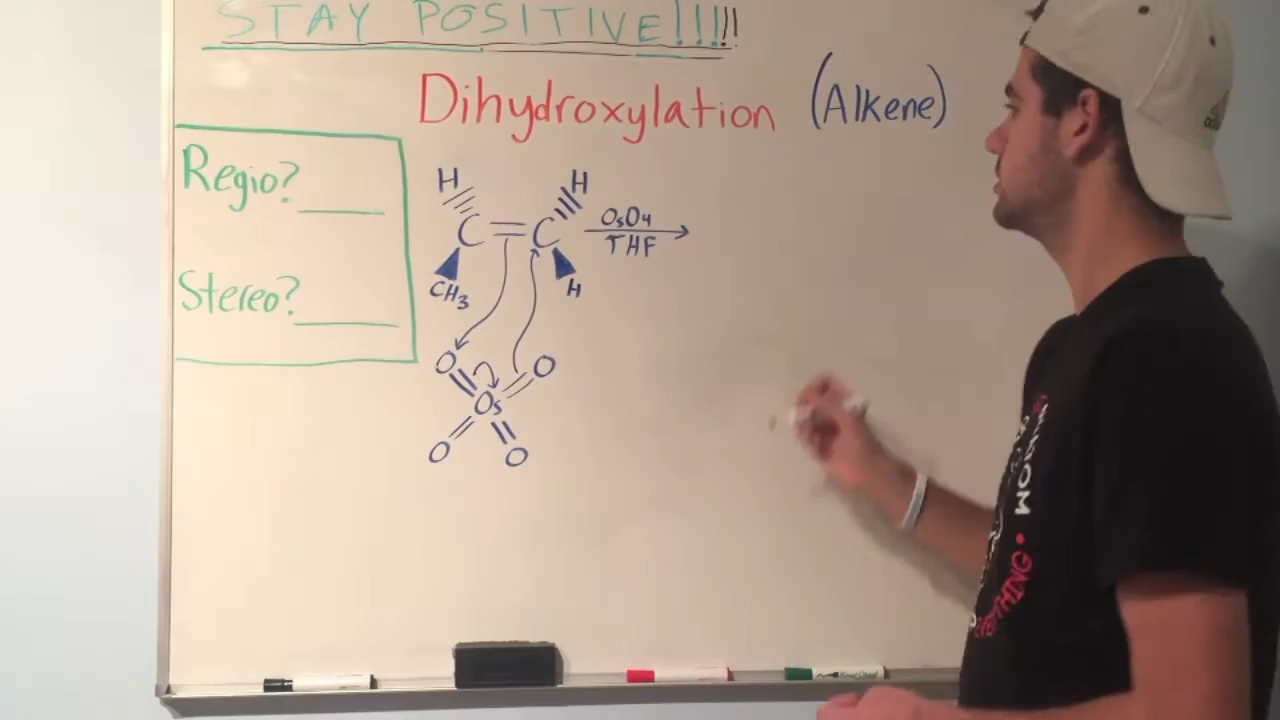 STAY POSITIVE!!!!!
Dihydroxylation (Alkene)
Regio? ____
Stereo? ____
H H
C = C
CH3 H
OsO4
THF
O O
Os
O O